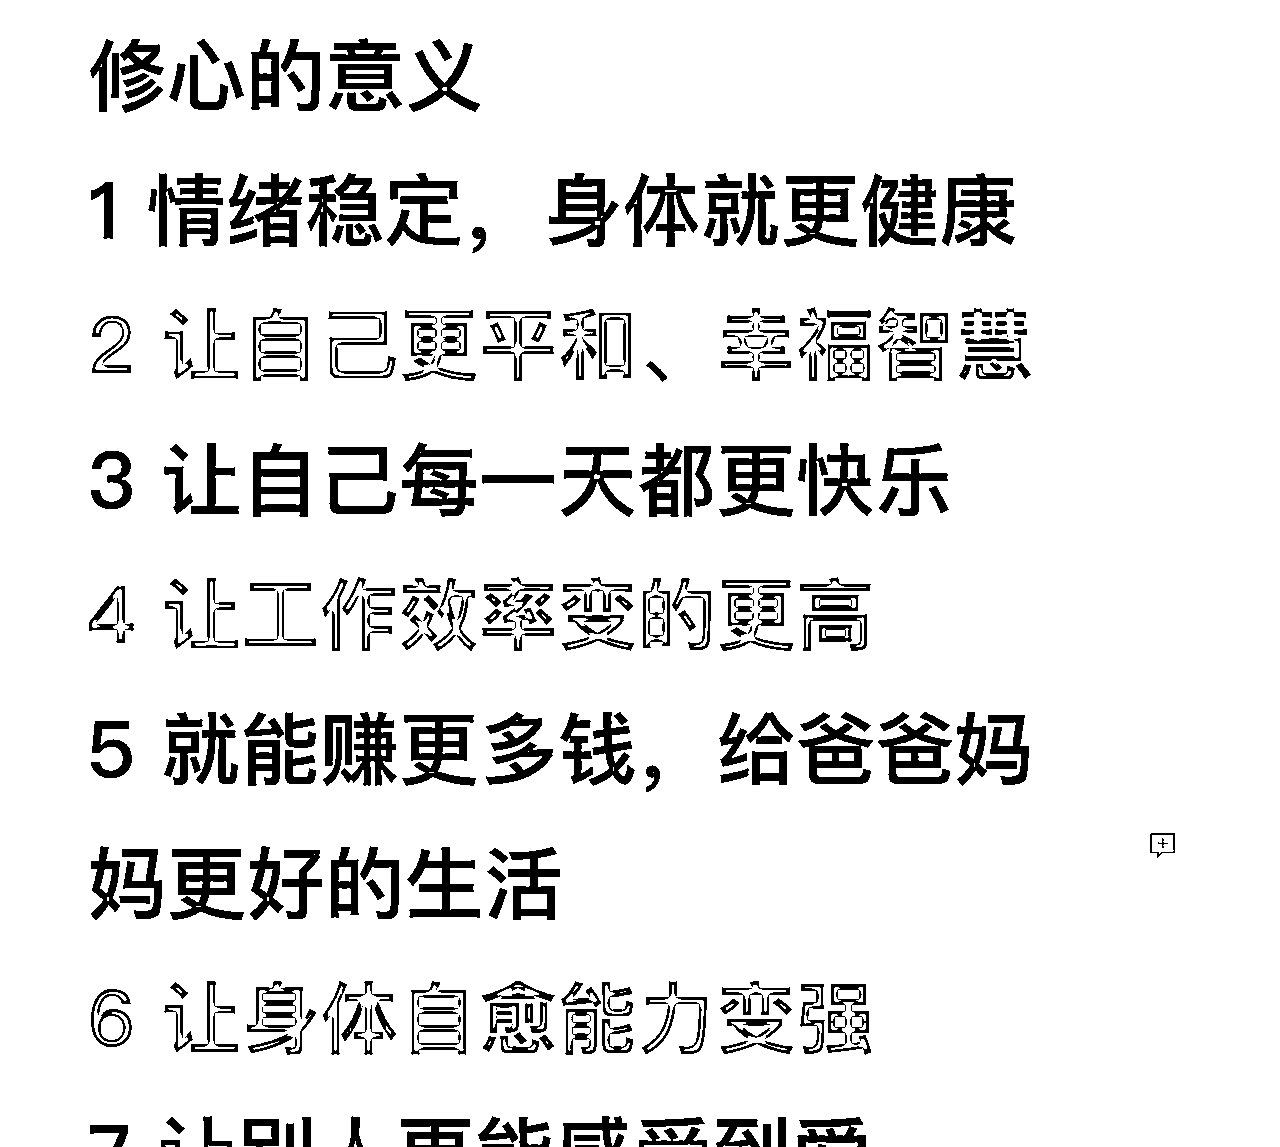 修心的意义
1 情绪稳定，身体就更健康
2 让自己更平和、幸福智慧
3 让自己每一天都更快乐
4 让工作效率变的更高
5 就能赚更多钱，给爸爸妈
妈更好的生活
6 让身体自愈能力变强
7 让别人更能感受到爱